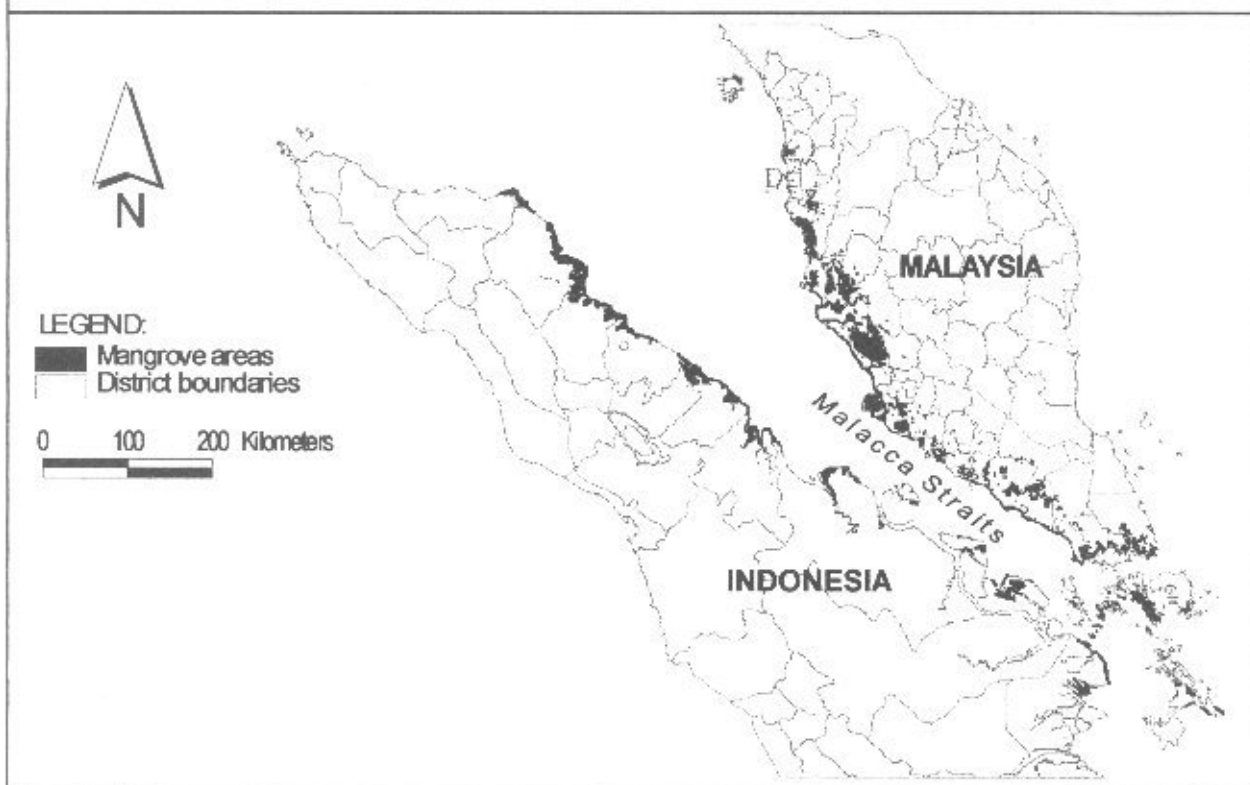 N
MALAYSIA
LEGEND:
Mangrove areas
District boundaries
0 100 200 Kilometers
Malacca Straits
INDONESIA